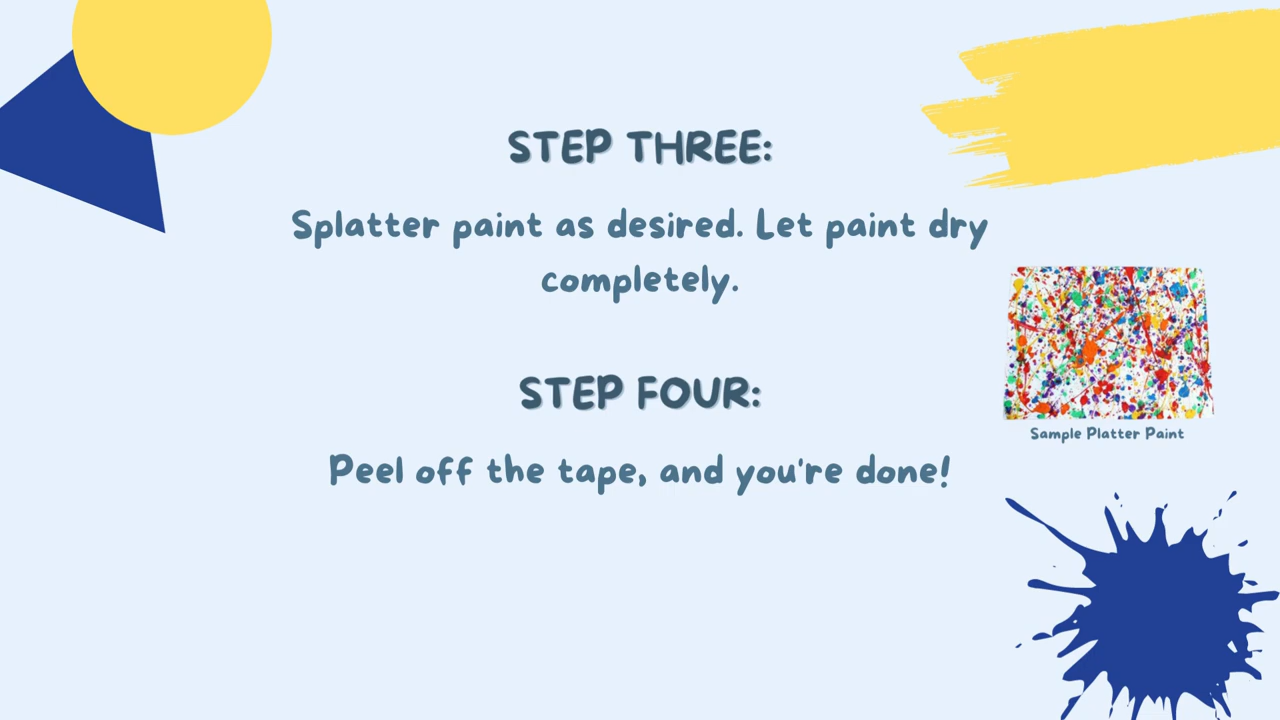 STEP THREE:
Splatter paint as desired. Let paint dry
completely.
STEP FOUR:
Sample Platter Paint
Peel off the tape, and you're done!